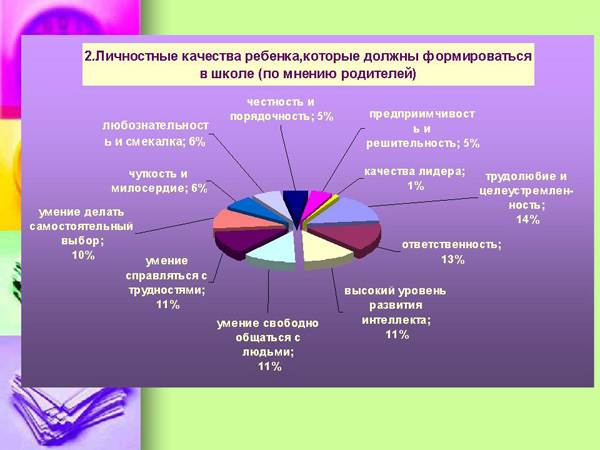 2.Личностные качества ребенка,которые должны формироваться
в школе (по мнению родителей)
честность и
порядочность; 5%
предприимчивост
ь и
решительность; 5%
качества лидера;
1%
трудолюбие и
целеустремлен-
ность;
14%
ответственность;
13%
высокий уровень
развития
интеллекта;
11%
умение свободно
общаться с
людьми;
11%
умение
справляться с
трудностями;
11%
умение делать
самостоятельный
выбор;
10%
чуткость и
милосердие; 6%
любознательност
ь и смекалка; 6%